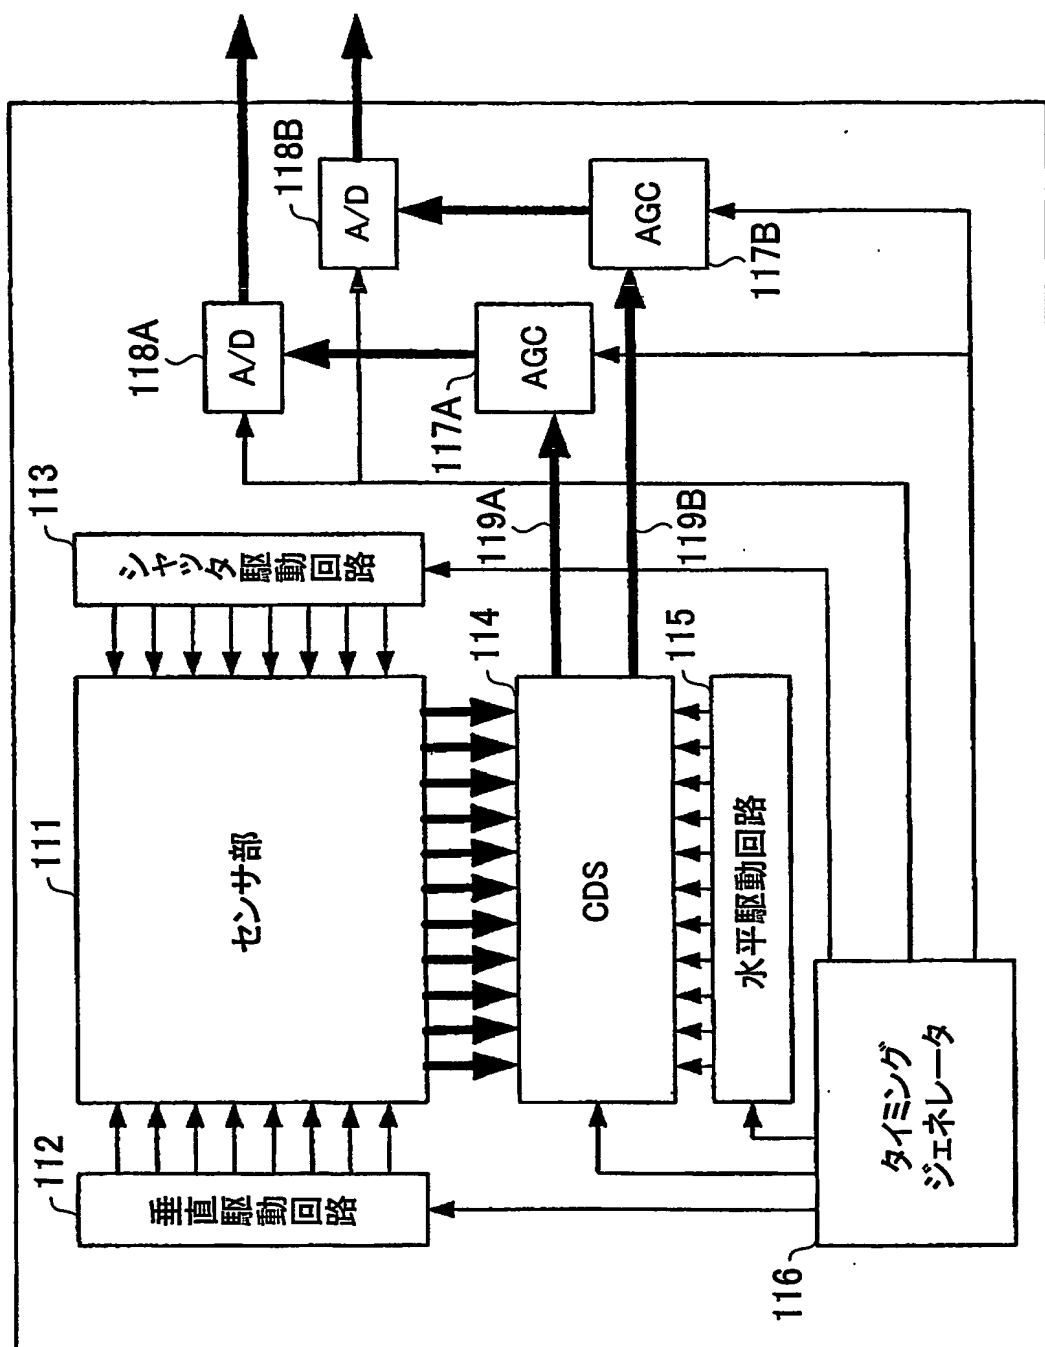 111
センサ部
112
垂直駆動回路
113
シャッタ駆動回路
114
CDS
115
水平駆動回路
116
タイミング
ジェネレータ
119A
119B
117A
AGC
117B
AGC
118A
A/D
118B
A/D